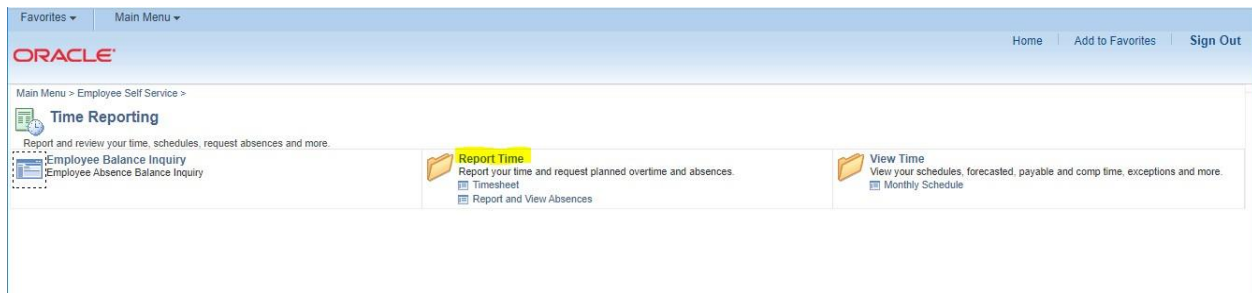 Favorites Main Menu
Home Add to Favorites Sign Out
ORACLE
Main Menu > Employee Self Service >
Time Reporting
Report and review your time, schedules, request absences and more.
Employee Balance Inquiry
Employee Absence Balance Inquiry
Report Time
Report your time and request planned overtime and absences.
Timesheet
Report and View Absences
View Time
View your schedules, forecasted, payable and comp time, exceptions and more.
Monthly Schedule